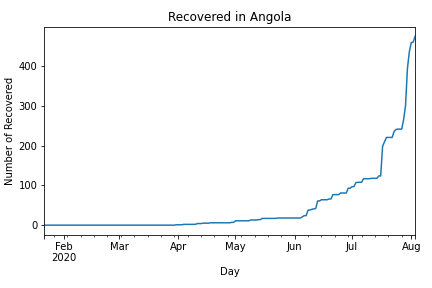 Recovered in Angola
Number of Recovered
400
300
200
100
0
Feb
2020
Mar
Apr
May
Jun
Jul
Aug
Day